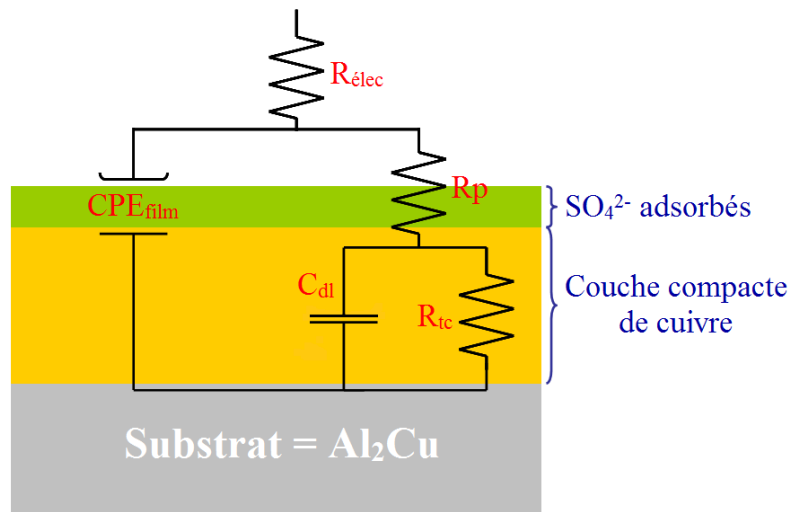 Rélec
CPEfilm
Rp
SO₄²⁻ adsorbés
Cdl
Rtc
Couche compacte
de cuivre
Substrat = Al₂Cu